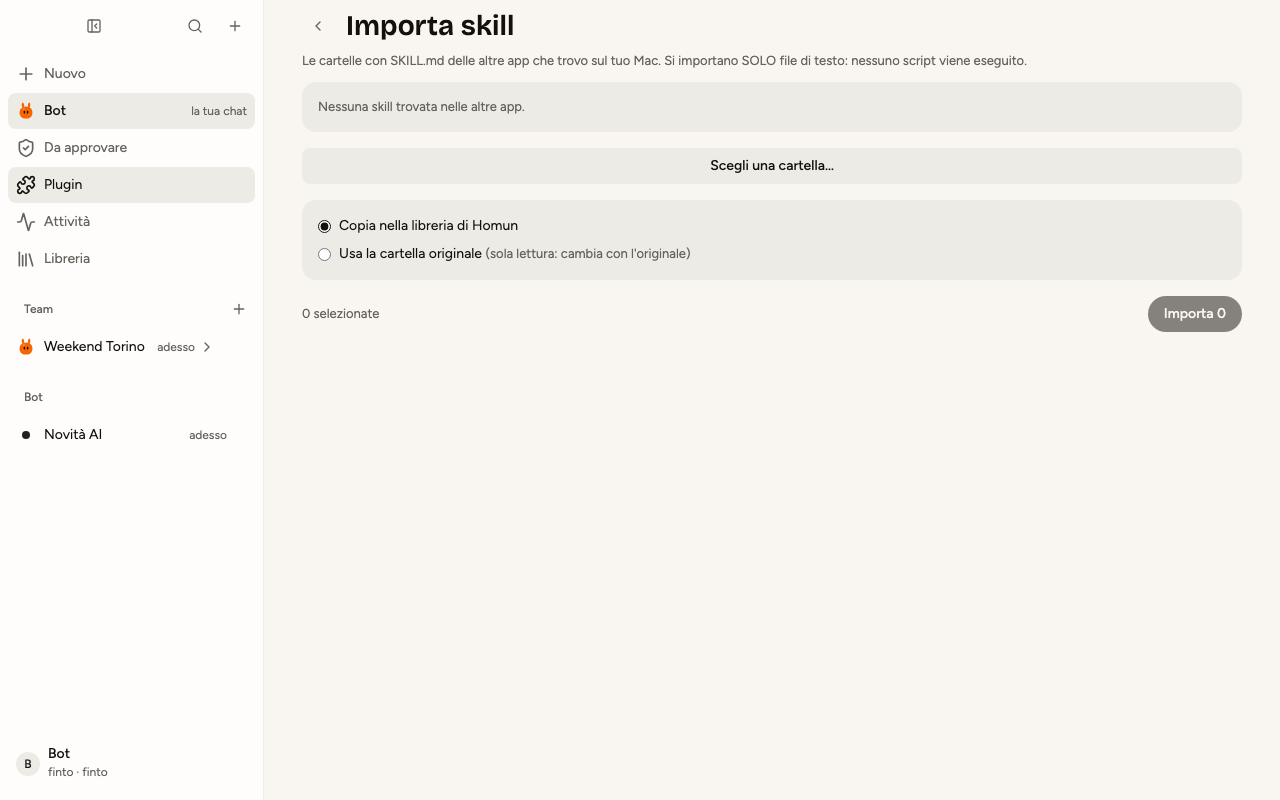 Nuovo
Bot la tua chat
Da approvare
Plugin
Attività
Libreria
Team
Weekend Torino adesso
Bot
Novità AI adesso
B
Bot
finto · finto
Importa skill
Le cartelle con SKILL.md delle altre app che trovo sul tuo Mac. Si importano SOLO file di testo: nessuno script viene eseguito.
Nessuna skill trovata nelle altre app.
Scegli una cartella...
Copia nella libreria di Homun
Usa la cartella originale (sola lettura: cambia con l'originale)
0 selezionate
Importa 0